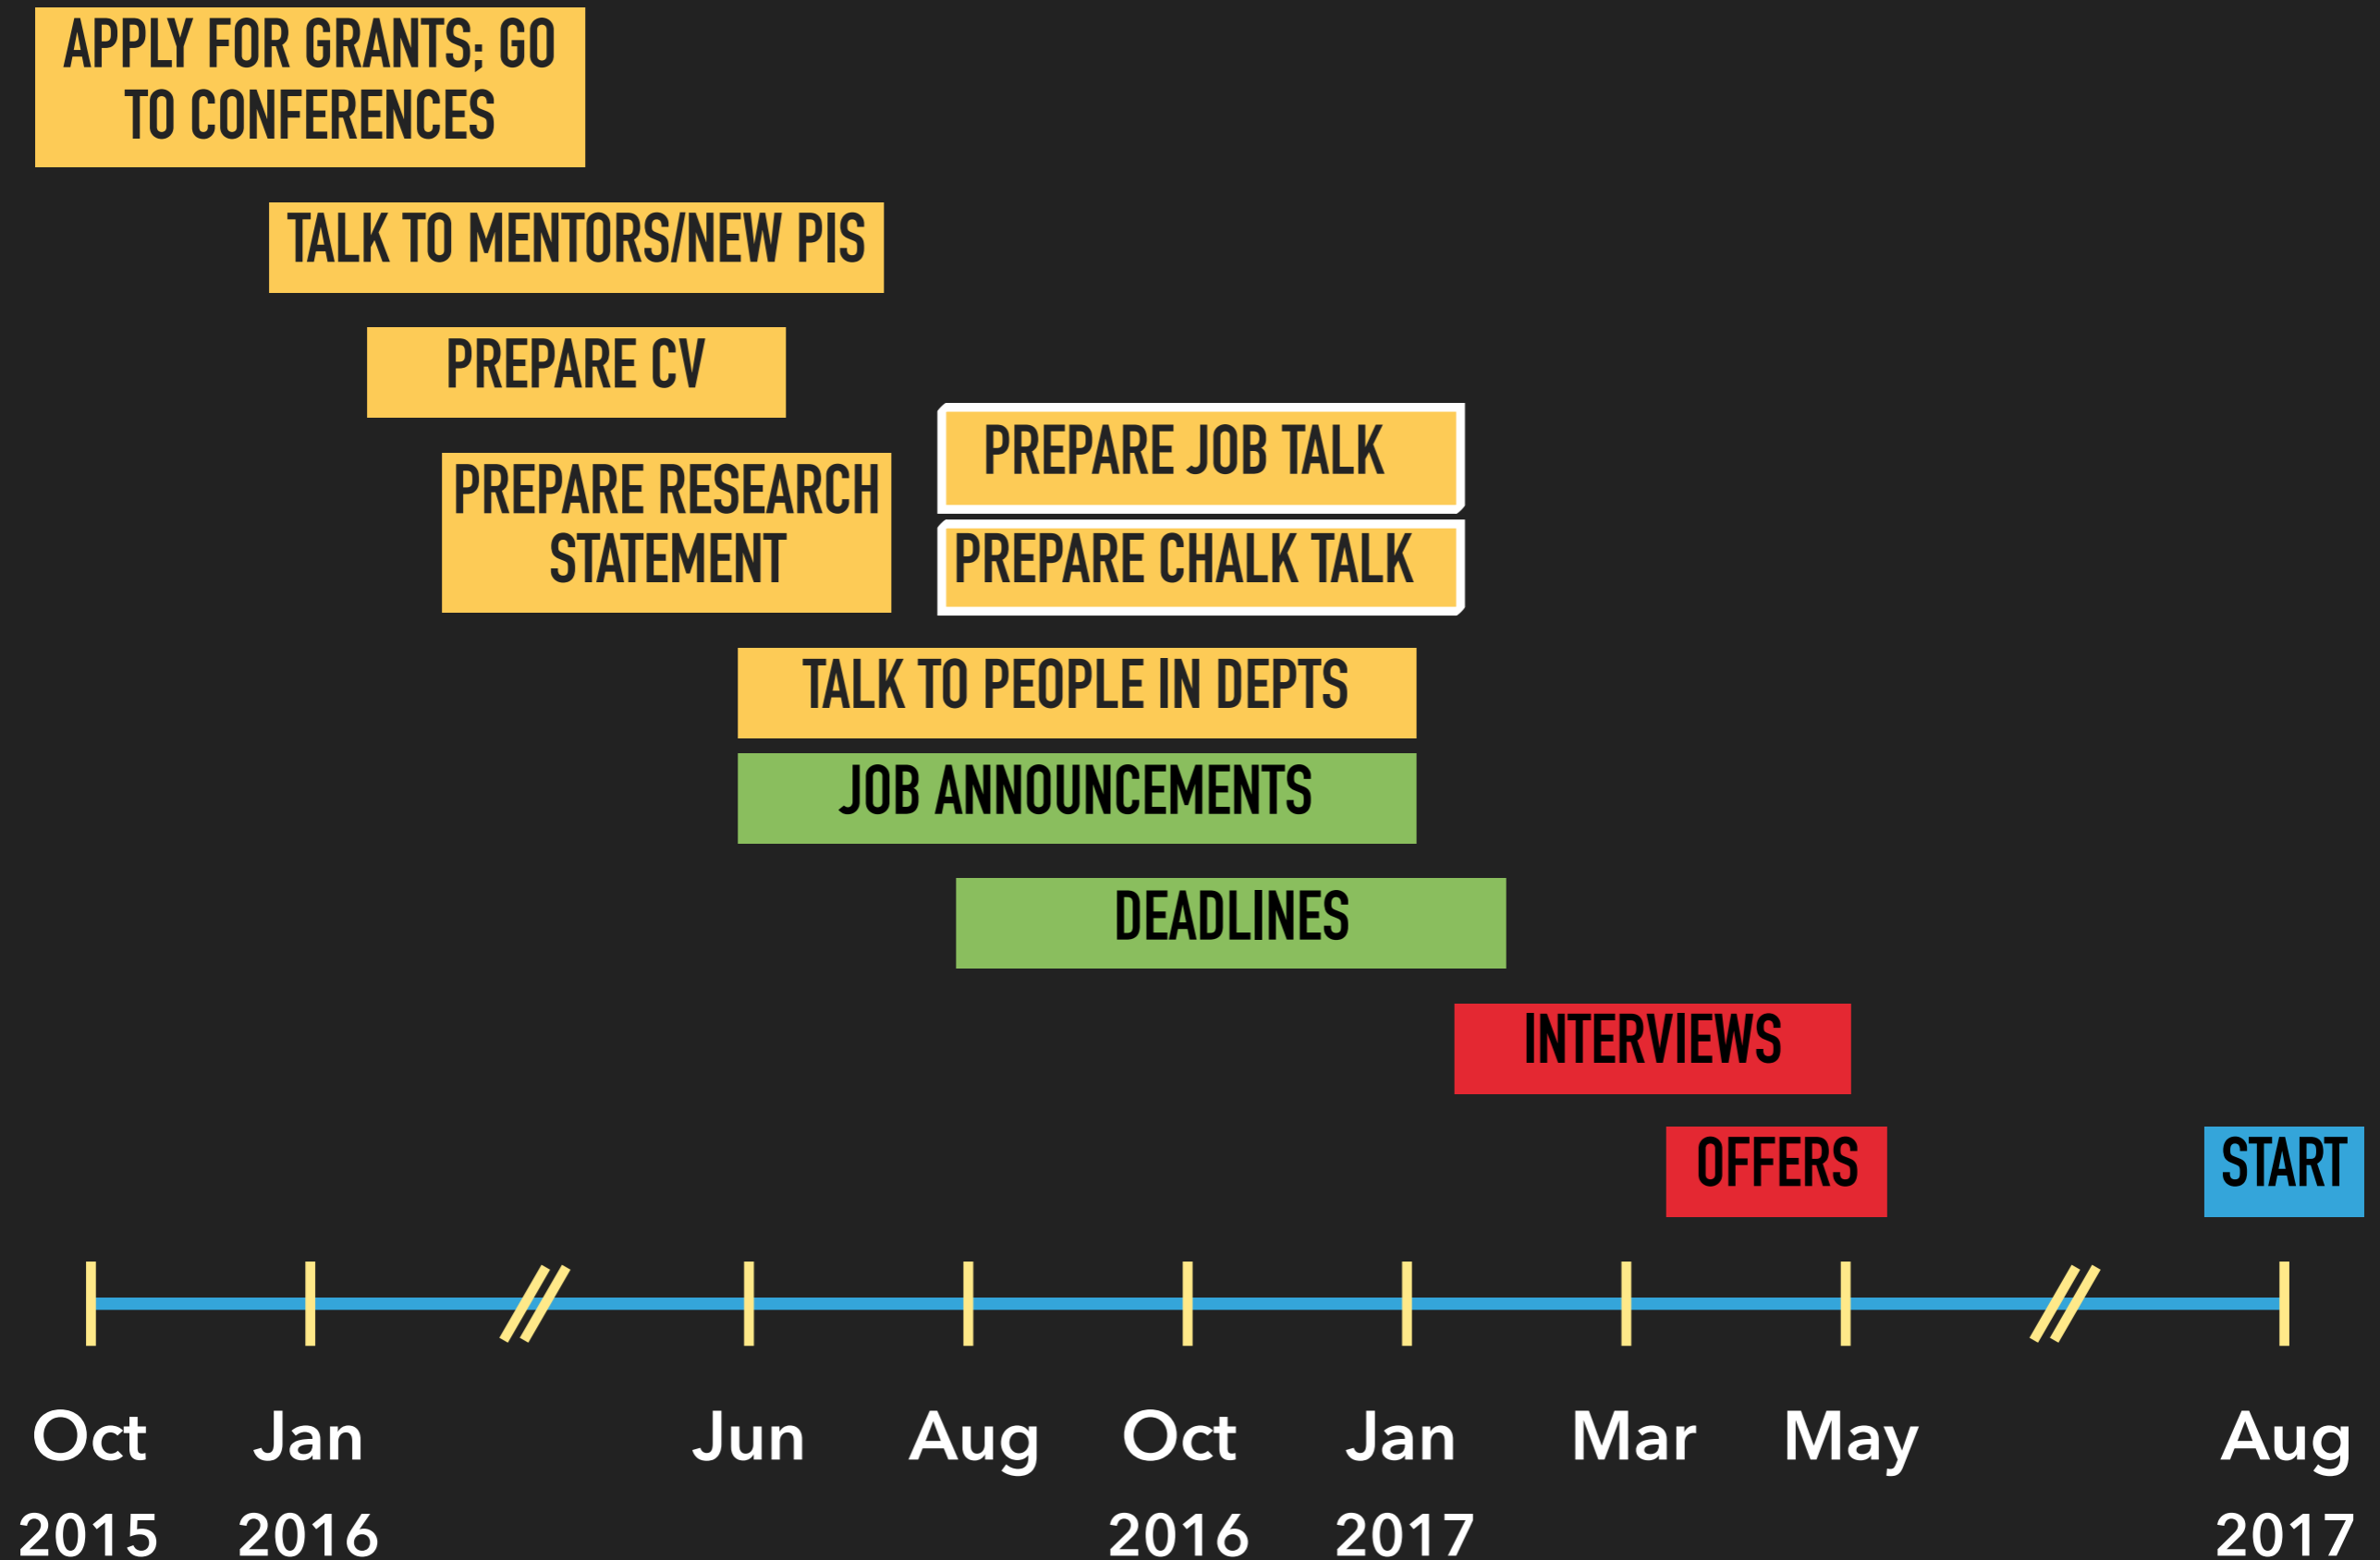 APPLY FOR GRANTS; GO
TO CONFERENCES
TALK TO MENTORS/NEW PIS
PREPARE CV
PREPARE JOB TALK
PREPARE RESEARCH
STATEMENT
PREPARE CHALK TALK
TALK TO PEOPLE IN DEPTS
JOB ANNOUNCEMENTS
DEADLINES
INTERVIEWS
OFFERS
START
Oct Jan Jun Aug Oct Jan Mar May Aug
2015 2016 2016 2017 2017